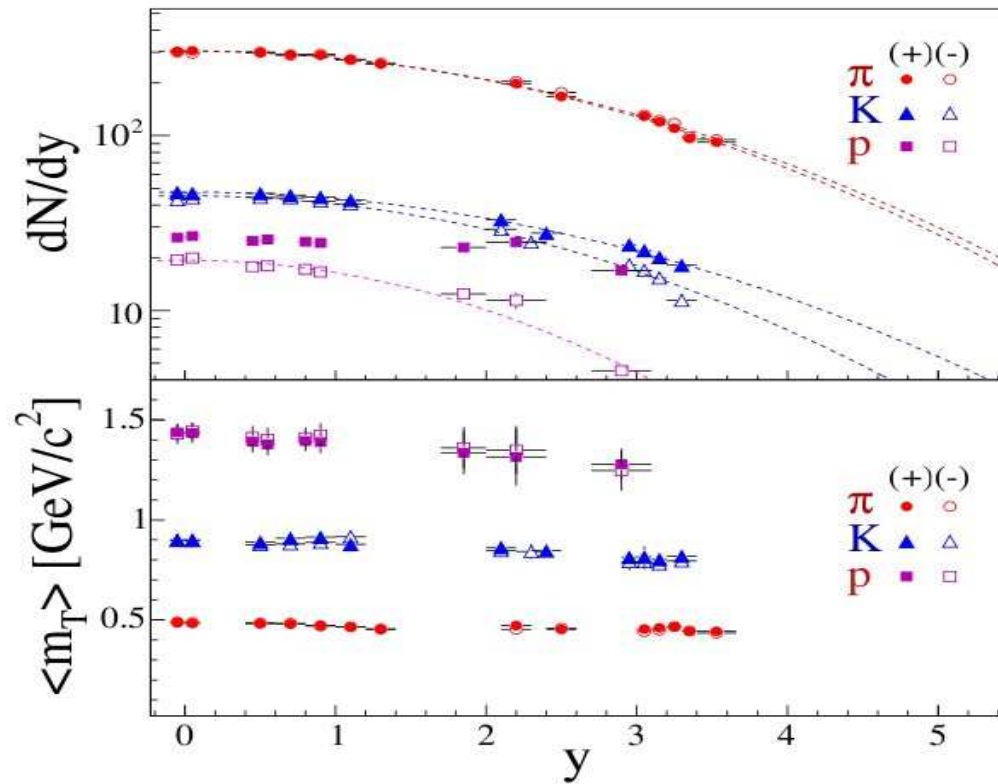 dN/dy
10²
10
(+) (-)
π
K
p
<m_T> [GeV/c²]
1.5
1
0.5
(+) (-)
π
K
p
0 1 2 3 4 5
y